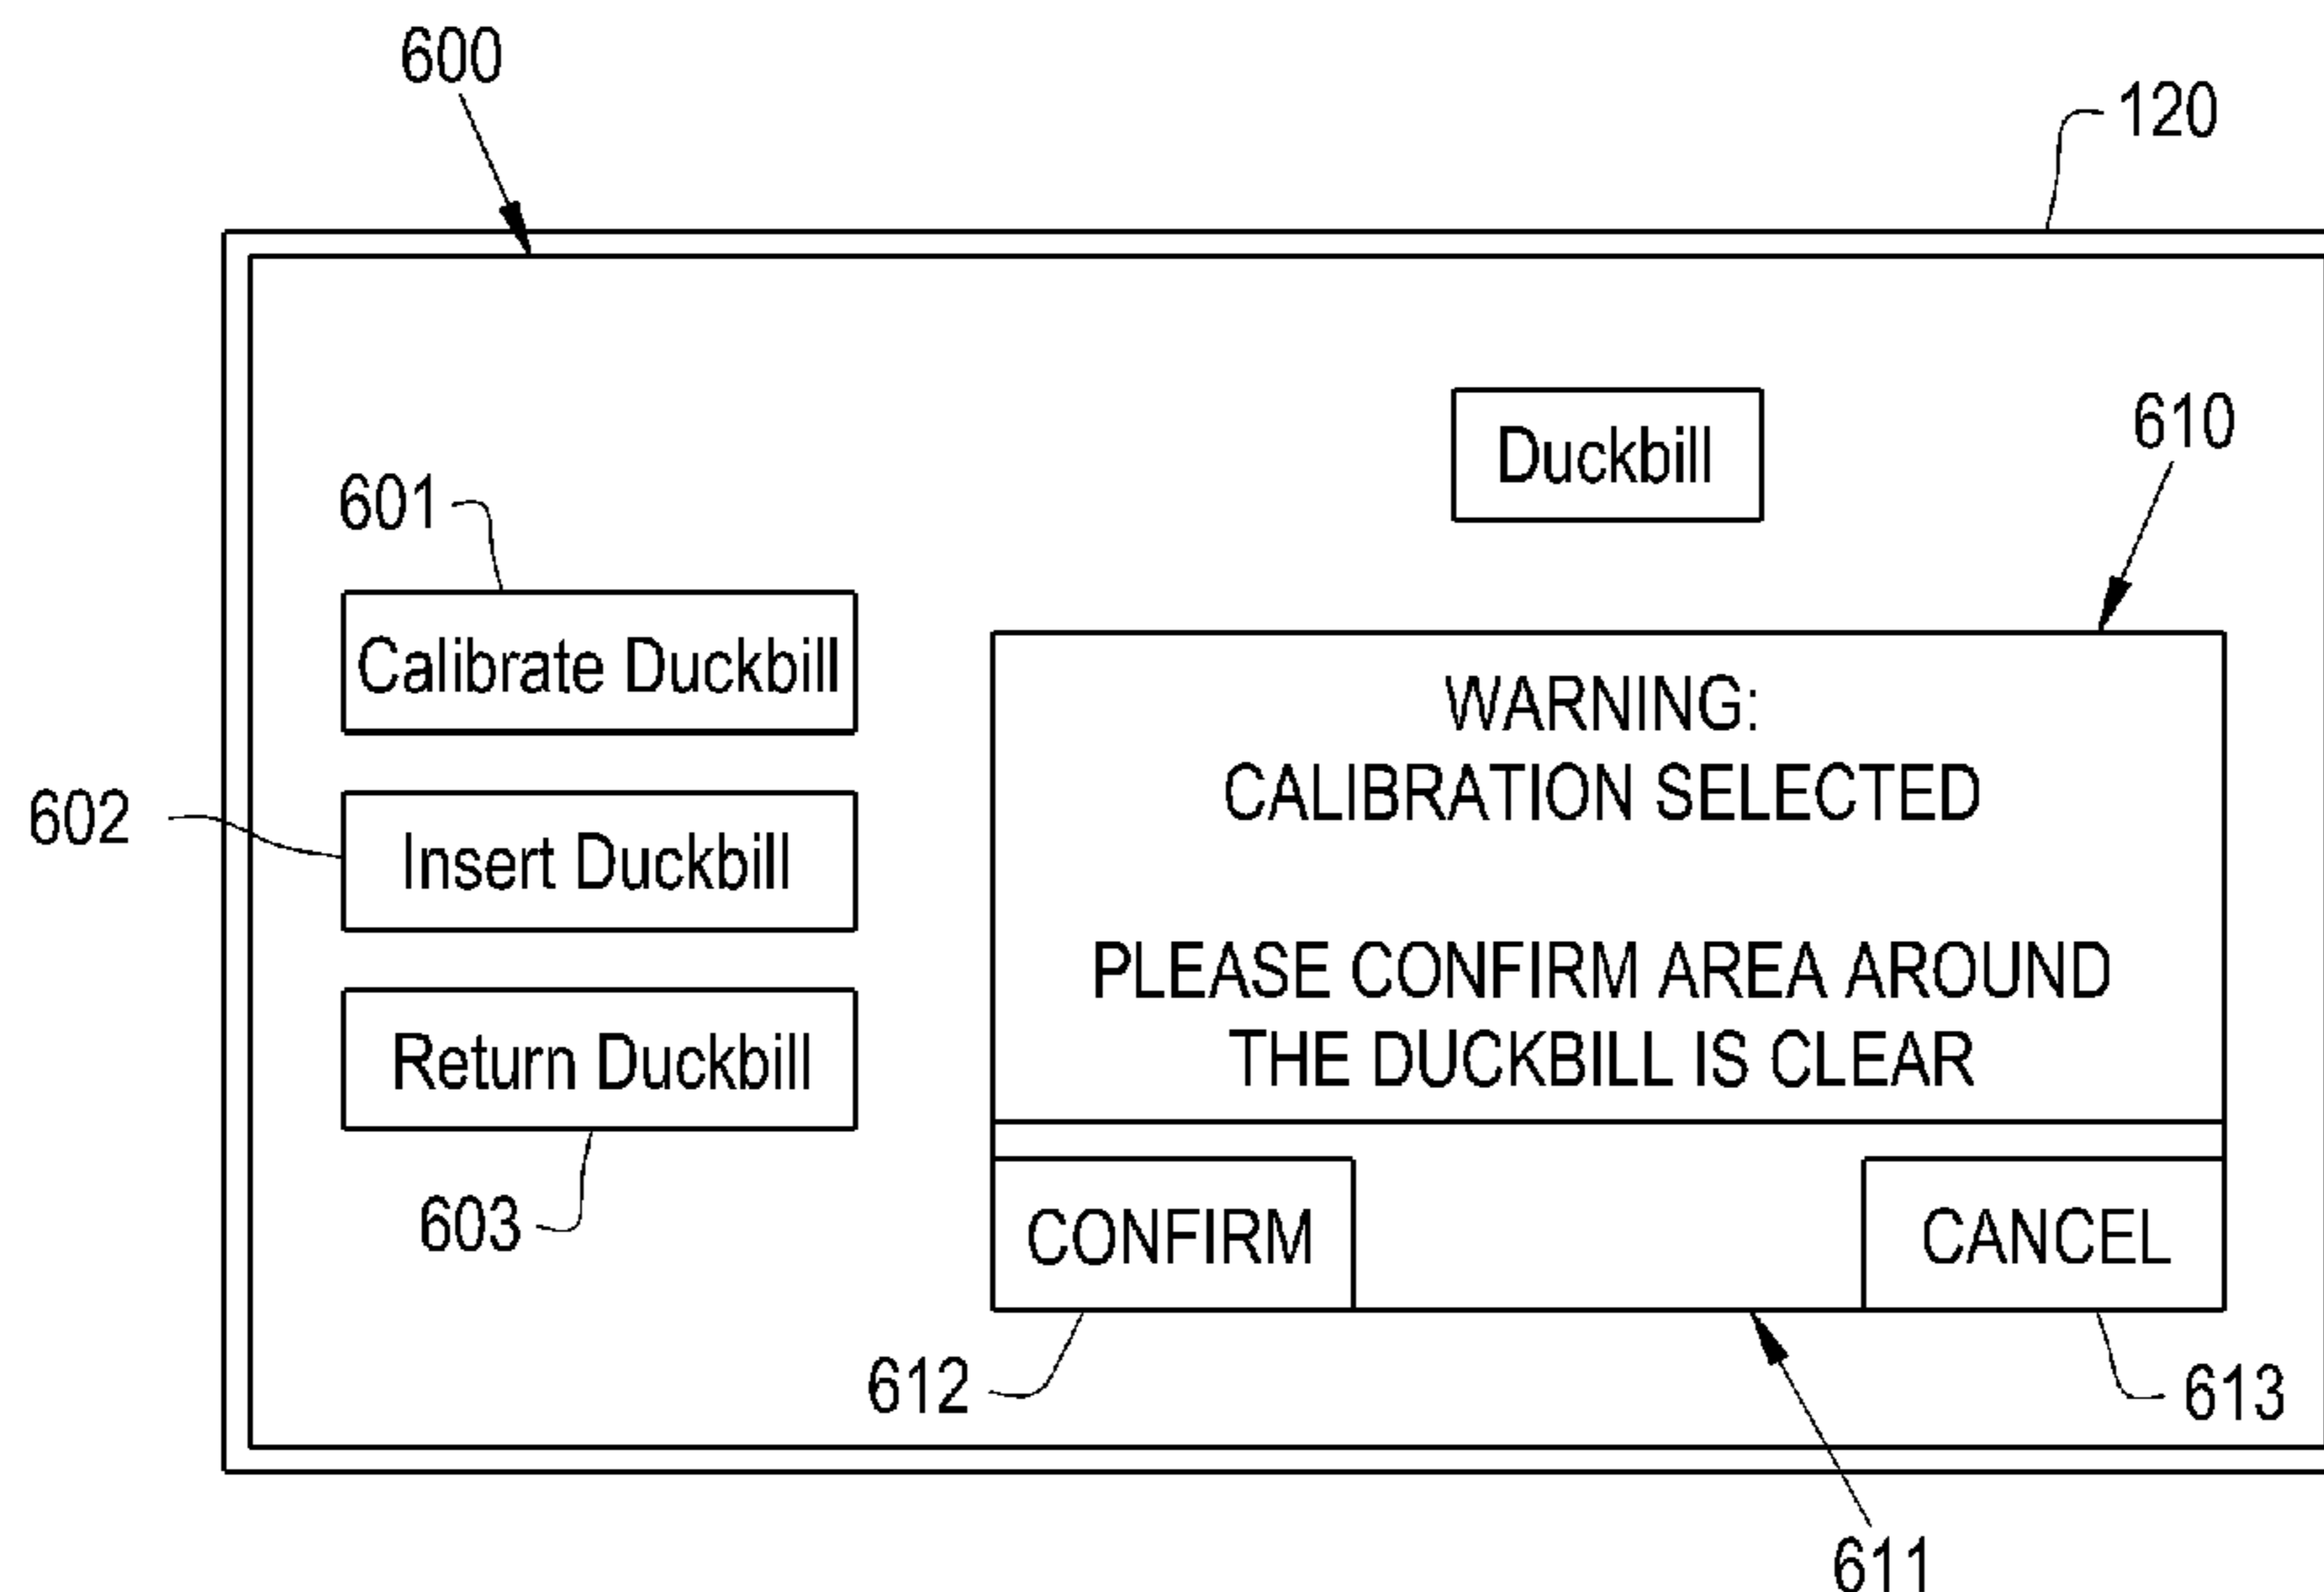 600
120
Duckbill
610
601
Calibrate Duckbill
602
Insert Duckbill
Return Duckbill
603
WARNING:
CALIBRATION SELECTED
PLEASE CONFIRM AREA AROUND
THE DUCKBILL IS CLEAR
CONFIRM
CANCEL
612
613
611